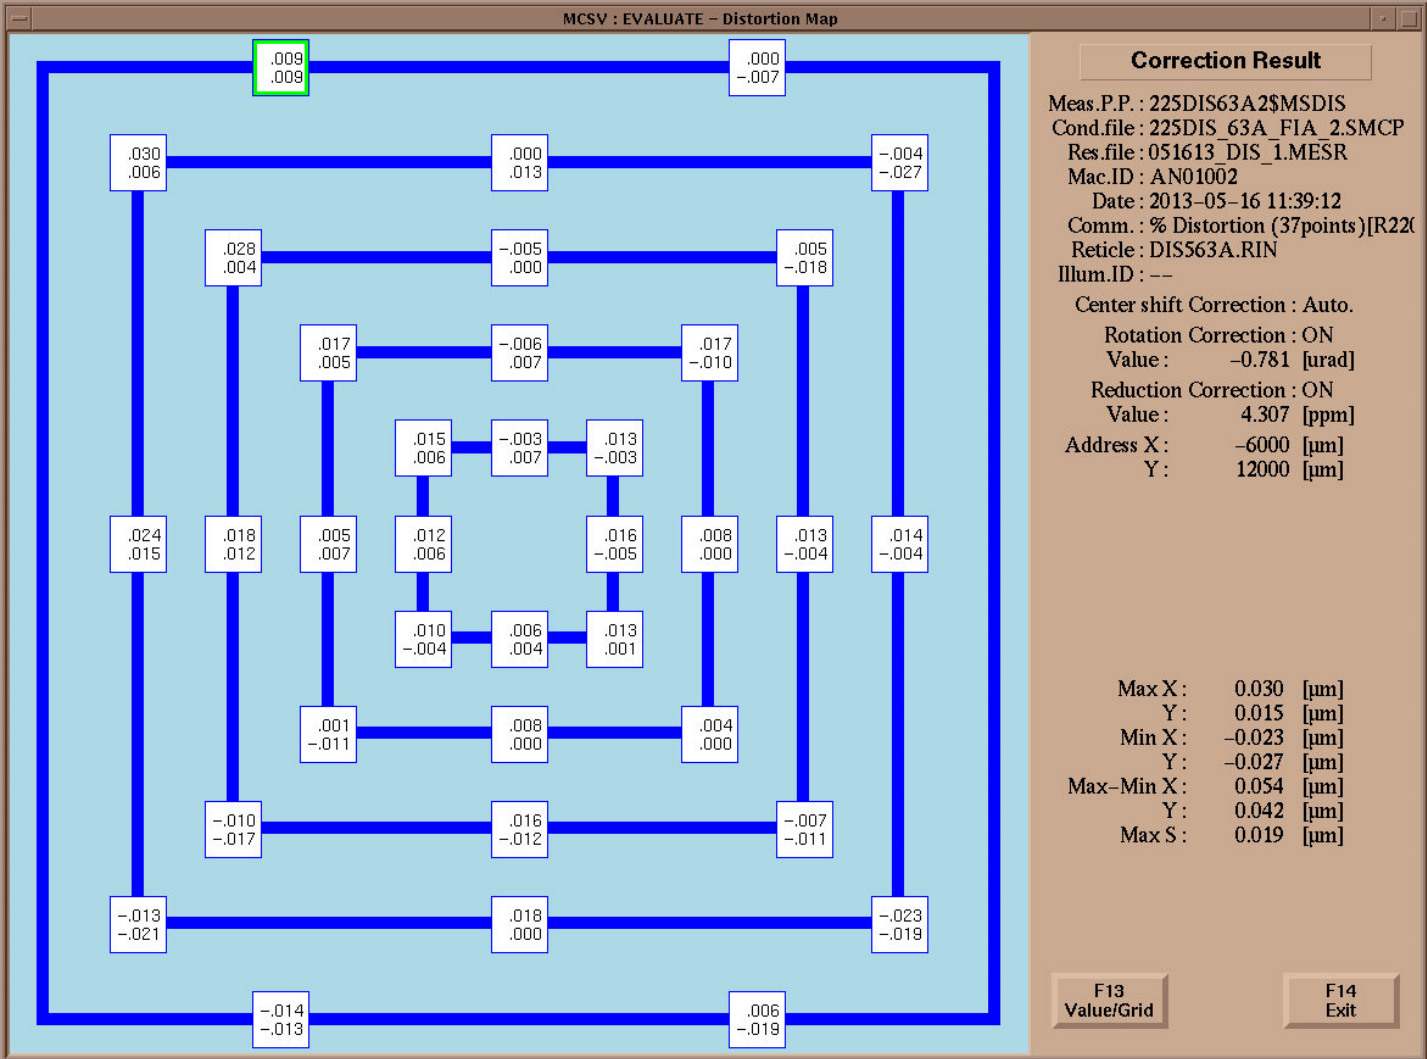 MCSV : EVALUATE – Distortion Map
.009 .000
.009 –.007
.030 .000 –.004
.006 .013 –.027
.028 –.005 .005
.004 .000 –.018
.017 –.006 .017
.005 .007 –.010
.015 –.003 .013
.006 .007 –.003
.024 .018 .005 .012 .016 .008 .013 .014
.015 .012 .007 .006 –.005 .000 –.004 –.004
.010 .006 .013
–.004 .004 .001
.001 .008 .004
–.011 .000 .000
–.010 .016 –.007
–.017 –.012 –.011
–.013 .018 –.023
–.021 .000 –.019
–.014 .006
–.013 –.019
Correction Result
Meas.P.P. : 225DIS63A2$MSDIS
Cond.file : 225DIS_63A_FIA_2.SMCP
Res.file : 051613_DIS_1.MESR
Mac.ID : AN01002
Date : 2013–05–16 11:39:12
Comm. : % Distortion (37points)[R220
Reticle : DIS563A.RIN
Illum.ID : ––
Center shift Correction : Auto.
Rotation Correction : ON
Value : –0.781 [urad]
Reduction Correction : ON
Value : 4.307 [ppm]
Address X : –6000 [µm]
Y : 12000 [µm]
Max X : 0.030 [µm]
Y : 0.015 [µm]
Min X : –0.023 [µm]
Y : –0.027 [µm]
Max–Min X : 0.054 [µm]
Y : 0.042 [µm]
Max S : 0.019 [µm]
F13 F14
Value/Grid Exit